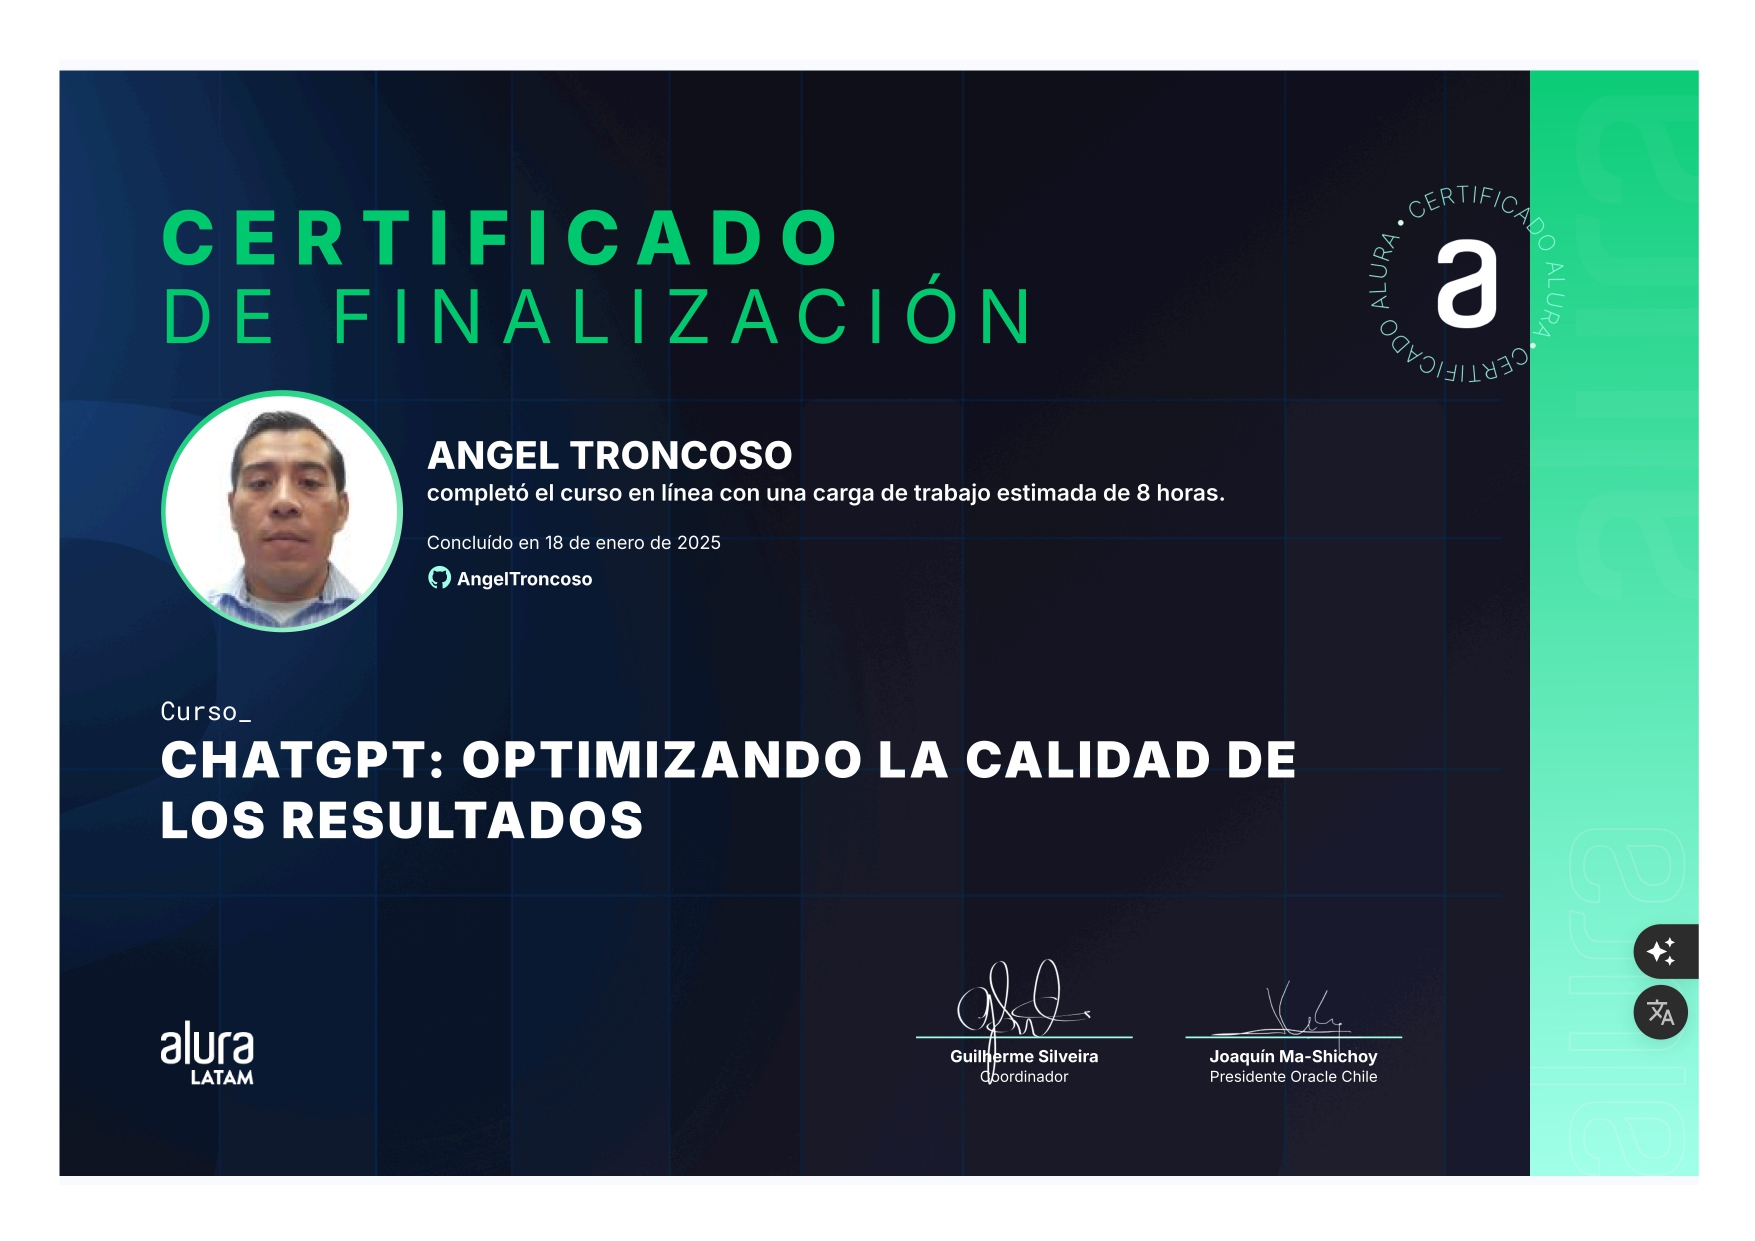 CERTIFICADO
DE FINALIZACIÓN
CERTIFICADO ALURA • CERTIFICADO ALURA •
a
ANGEL TRONCOSO
completó el curso en línea con una carga de trabajo estimada de 8 horas.
Concluído en 18 de enero de 2025
AngelTroncoso
Curso_
CHATGPT: OPTIMIZANDO LA CALIDAD DE
LOS RESULTADOS
alura
LATAM
Guilherme Silveira
Coordinador
Joaquín Ma-Shichoy
Presidente Oracle Chile
alura
alura